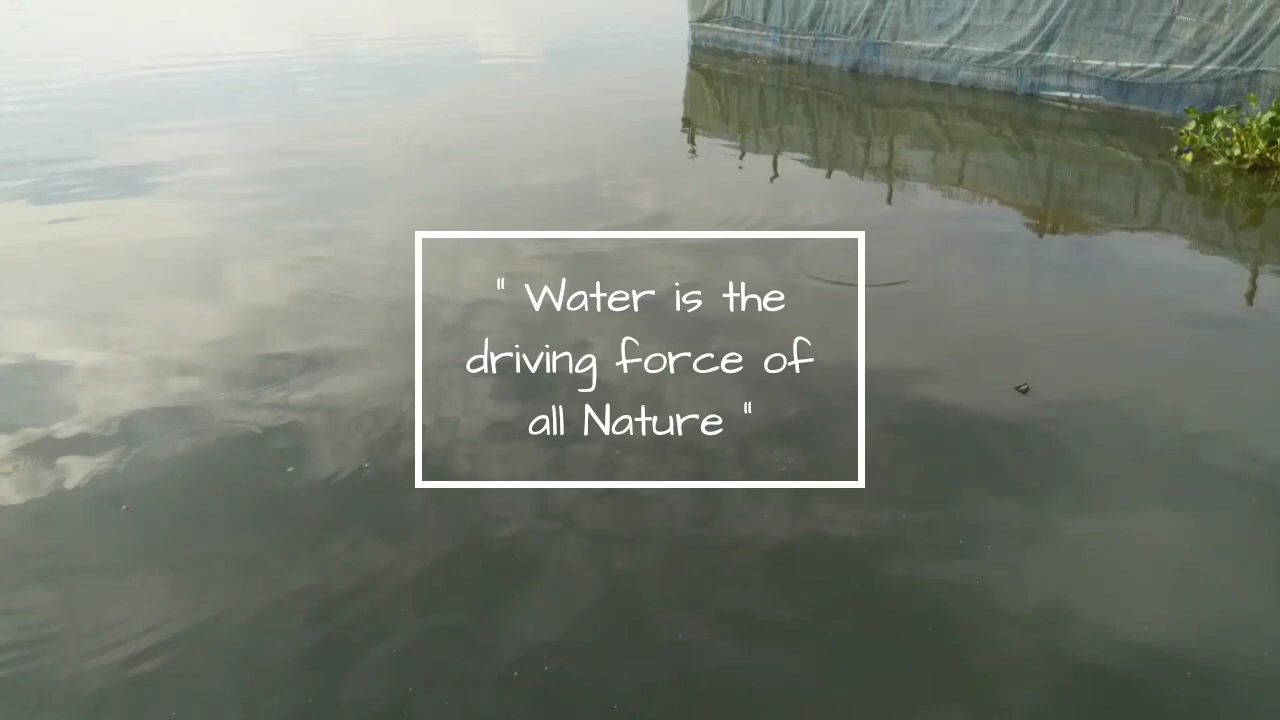 " Water is the
driving force of
all Nature "